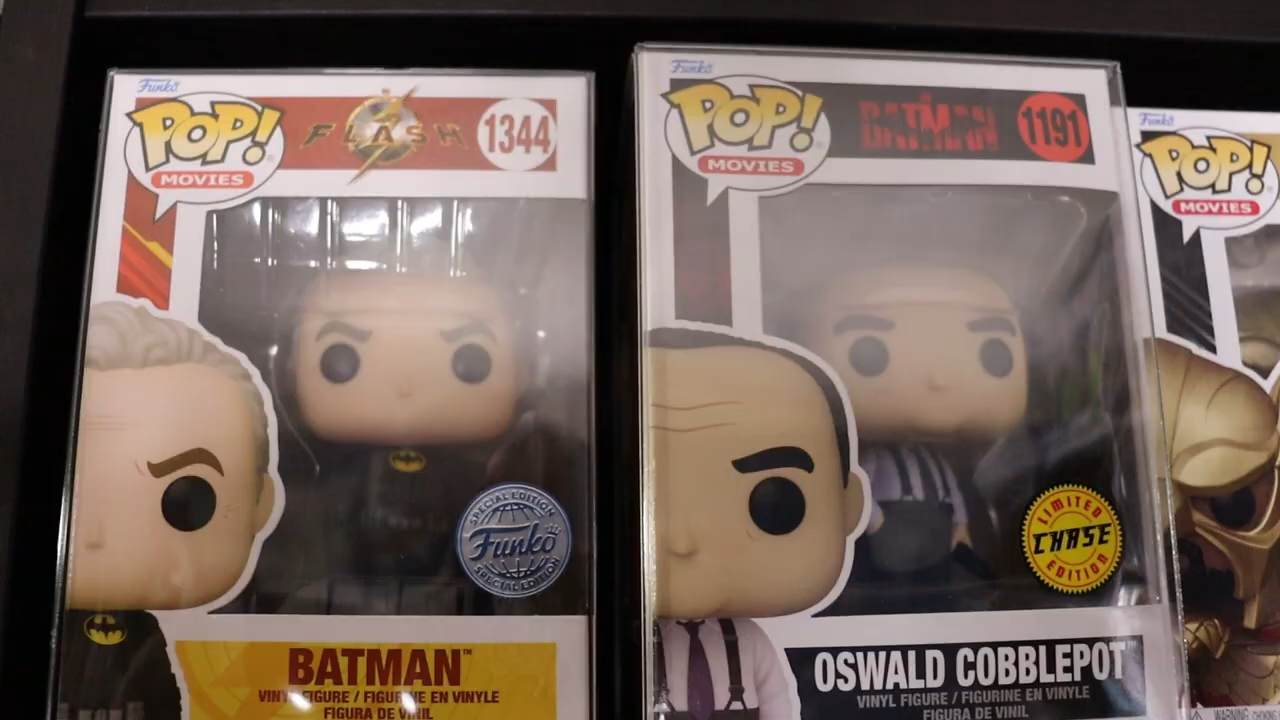 Funko
POP!
MOVIES
FLASH
1344
SPECIAL EDITION
Funko
SPECIAL EDITION
BATMAN™
VINYL FIGURE / FIGURINE EN VINYLE
FIGURA DE VINIL
Funko
POP!
MOVIES
BATMAN
1191
LIMITED
CHASE
EDITION
OSWALD COBBLEPOT™
VINYL FIGURE / FIGURINE EN VINYLE
FIGURA DE VINIL
Funko
POP!
MOVIES
WARNING: